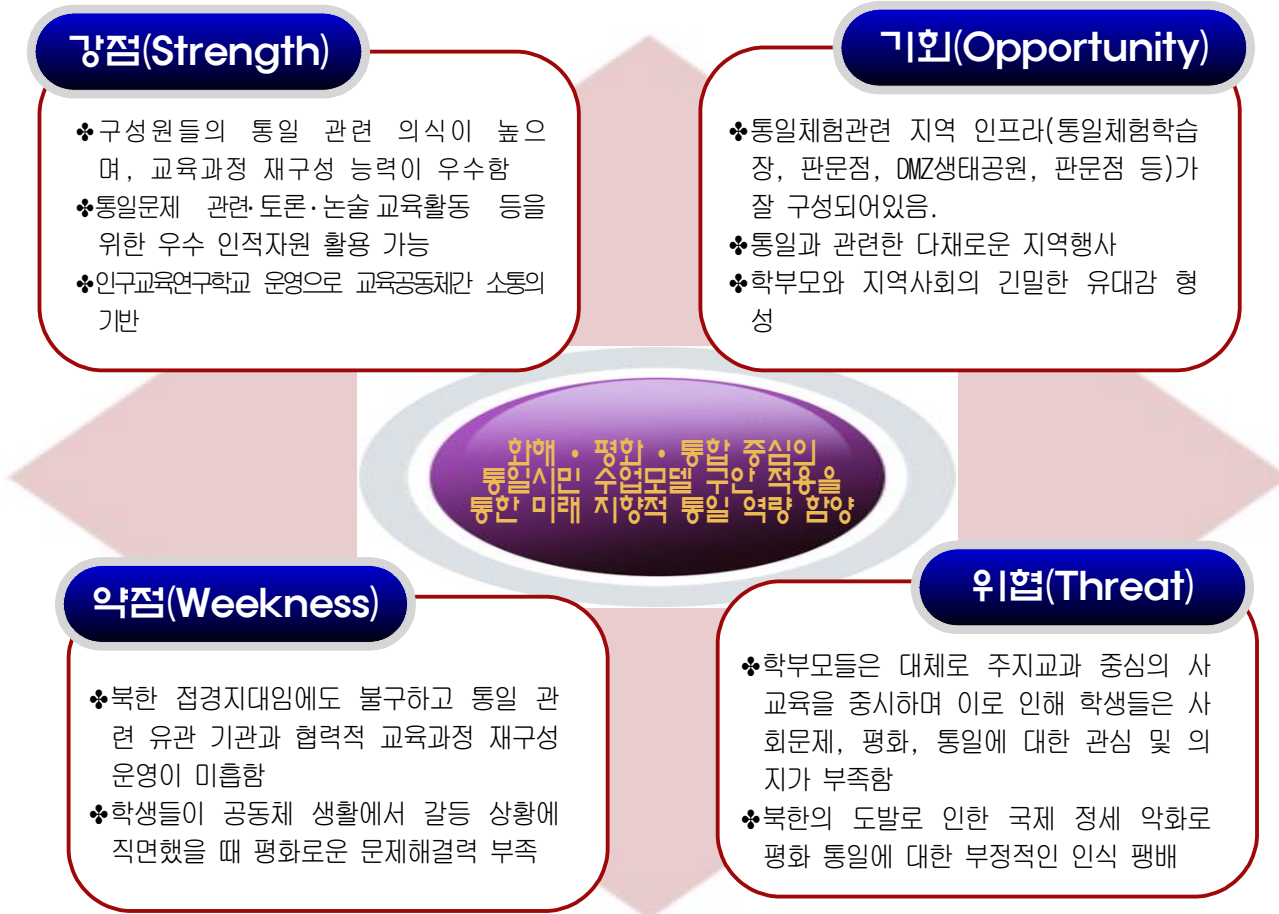 강점(Strength)
✤구성원들의 통일 관련 의식이 높으
며, 교육과정 재구성 능력이 우수함
✤통일문제 관련·토론·논술 교육활동 등을
위한 우수 인적자원 활용 가능
✤인구교육연구학교 운영으로 교육공동체간 소통의
기반
기회(Opportunity)
✤통일체험관련 지역 인프라(통일체험학습
장, 판문점, DMZ생태공원, 판문점 등)가
잘 구성되어있음.
✤통일과 관련한 다채로운 지역행사
✤학부모와 지역사회의 긴밀한 유대감 형
성
화해 · 평화 · 통합 중심의
통일시민 수업모델 구안 적용을
통한 미래 지향적 통일 역량 함양
약점(Weekness)
✤북한 접경지대임에도 불구하고 통일 관
련 유관 기관과 협력적 교육과정 재구성
운영이 미흡함
✤학생들이 공동체 생활에서 갈등 상황에
직면했을 때 평화로운 문제해결력 부족
위협(Threat)
✤학부모들은 대체로 주지교과 중심의 사
교육을 중시하며 이로 인해 학생들은 사
회문제, 평화, 통일에 대한 관심 및 의
지가 부족함
✤북한의 도발로 인한 국제 정세 악화로
평화 통일에 대한 부정적인 인식 팽배